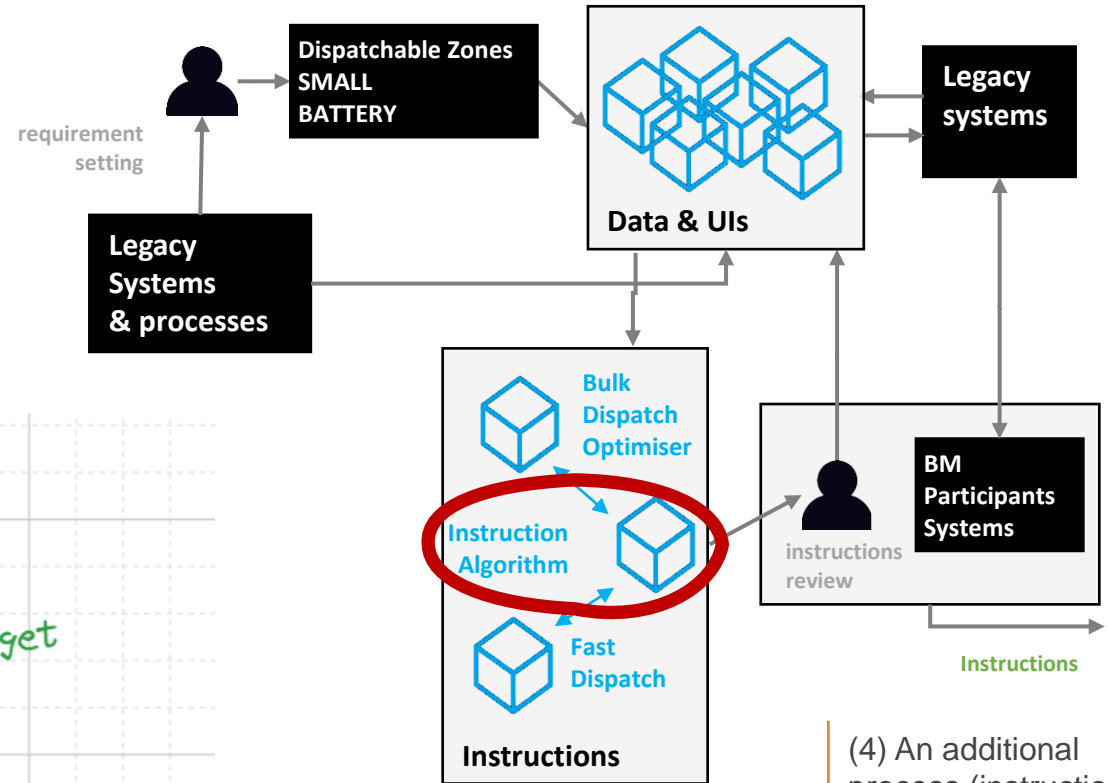 Dispatchable Zones
SMALL
BATTERY
Legacy
systems
requirement
setting
Data & UIs
Legacy
Systems
& processes
Bulk
Dispatch
Optimiser
Instruction
Algorithm
BM
Participants
Systems
instructions
review
Fast
Dispatch
Instructions
Instructions
(4) An additional